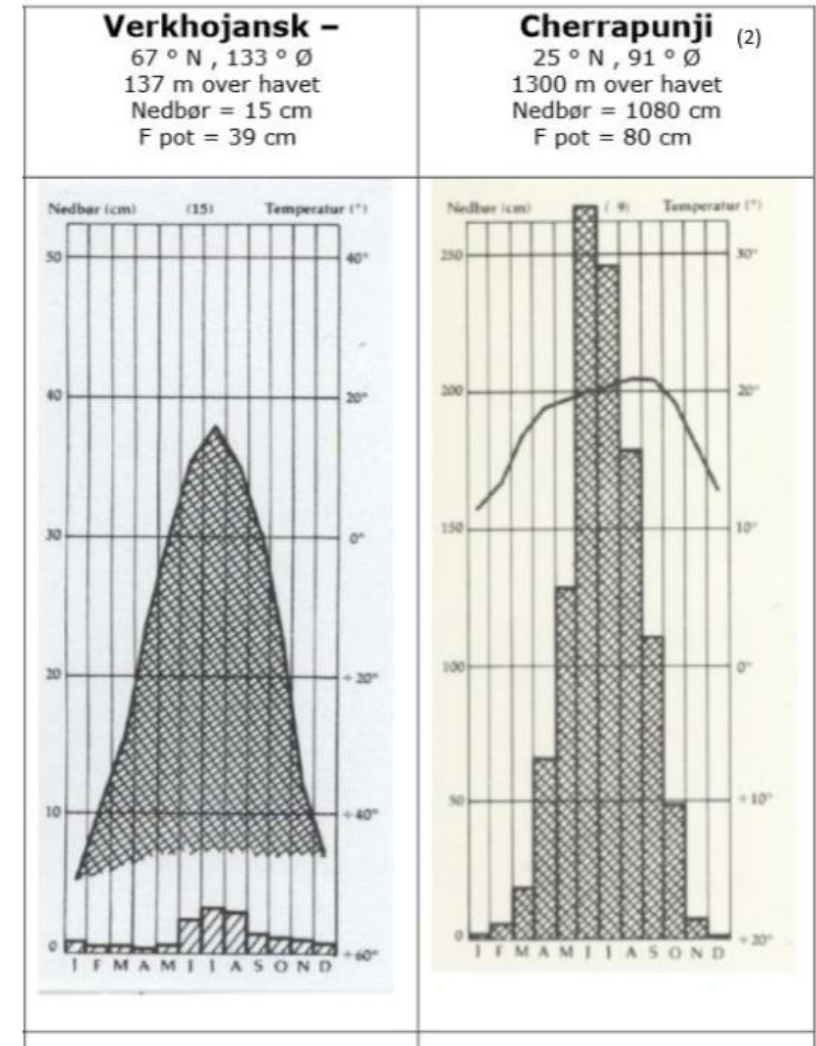 Verkhojansk –
67 ° N , 133 ° Ø
137 m over havet
Nedbør = 15 cm
F pot = 39 cm
Cherrapunji (2)
25 ° N , 91 ° Ø
1300 m over havet
Nedbør = 1080 cm
F pot = 80 cm
Nedbør (cm) (15) Temperatur (°)
50 40°
40 20°
30 0°
20 ÷20°
10 ÷40°
0 ÷60°
J F M A M J J A S O N D
Nedbør (cm) ( 9) Temperatur (°)
250 30°
200 20°
150 10°
100 0°
50 ÷10°
0 ÷20°
J F M A M J J A S O N D